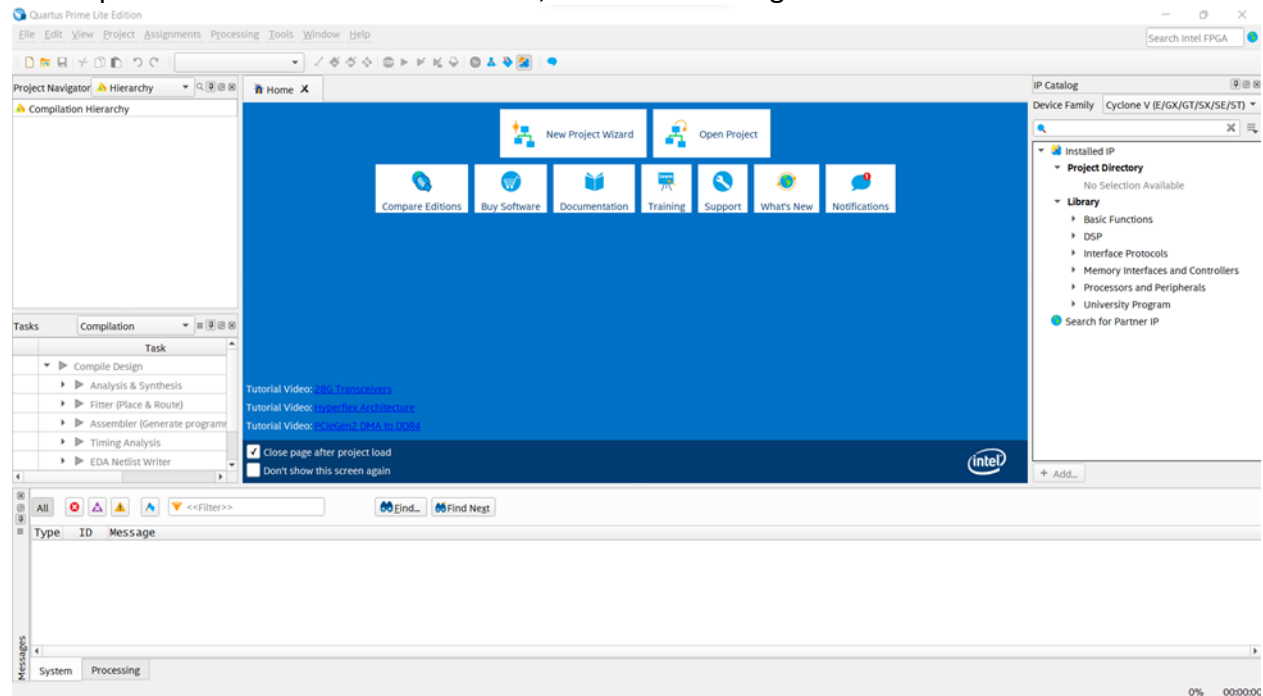 Quartus Prime Lite Edition
File Edit View Project Assignments Processing Tools Window Help
Search Intel FPGA
Project Navigator Hierarchy
Compilation Hierarchy
Home
New Project Wizard
Open Project
Compare Editions
Buy Software
Documentation
Training
Support
What's New
Notifications
Tutorial Video: 28G Transceivers
Tutorial Video: Hyperflex Architecture
Tutorial Video: PCIeGen2 DMA to DDR4
Close page after project load
Don't show this screen again
intel
IP Catalog
Device Family Cyclone V (E/GX/GT/SX/SE/ST)
Installed IP
Project Directory
No Selection Available
Library
Basic Functions
DSP
Interface Protocols
Memory Interfaces and Controllers
Processors and Peripherals
University Program
Search for Partner IP
+ Add...
Tasks Compilation
Task
Compile Design
Analysis & Synthesis
Fitter (Place & Route)
Assembler (Generate programm
Timing Analysis
EDA Netlist Writer
All <<Filter>> Find... Find Next
Type ID Message
Messages
System Processing
0% 00:00:00